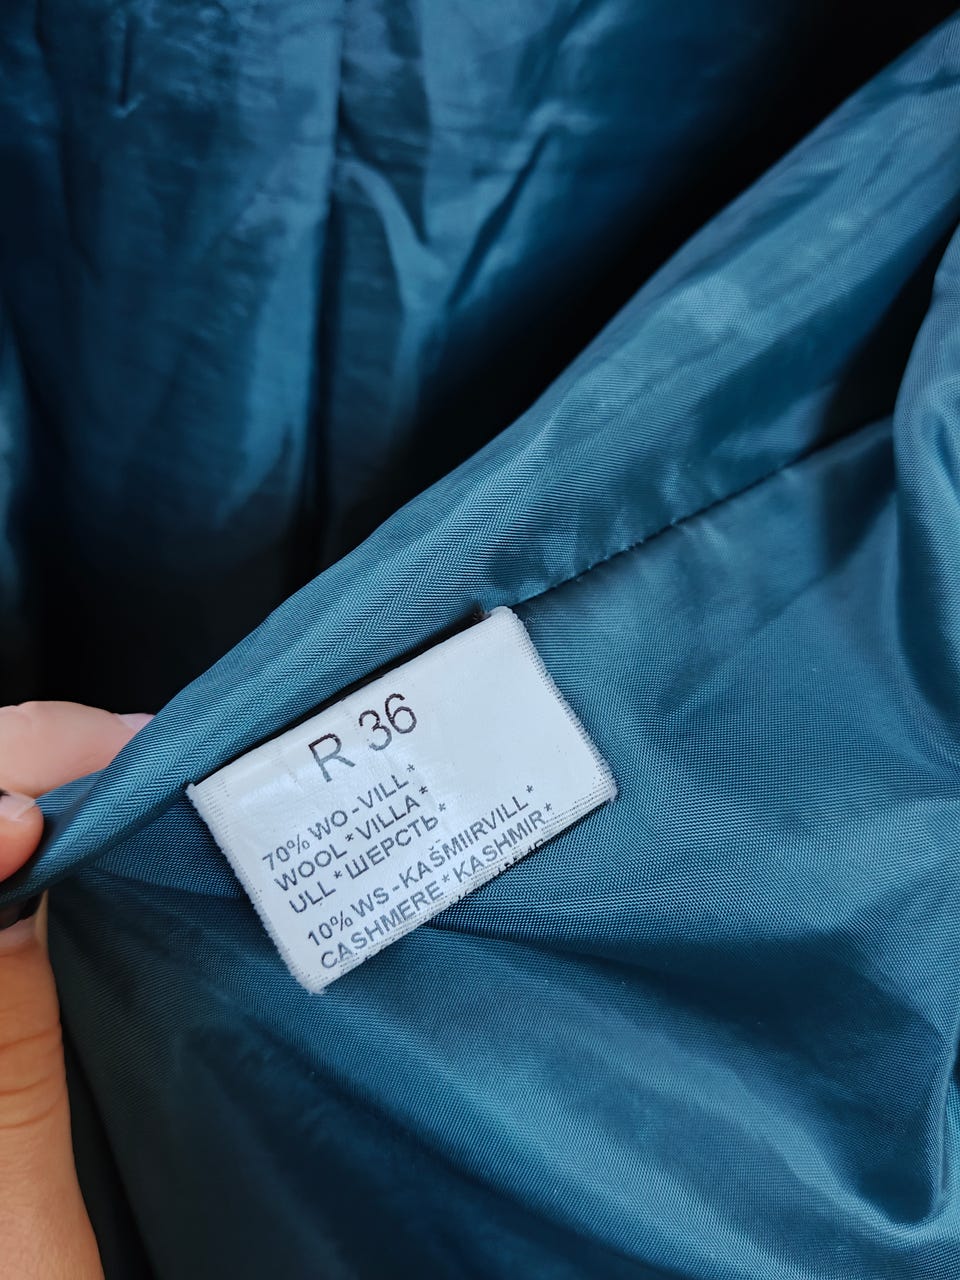 R 36
70% WO-VILL*
WOOL*VILLA*
ULL*ШЕРСТЬ*
10% WS-KAŠMIIRVILL*
CASHMERE*KASHMIR*